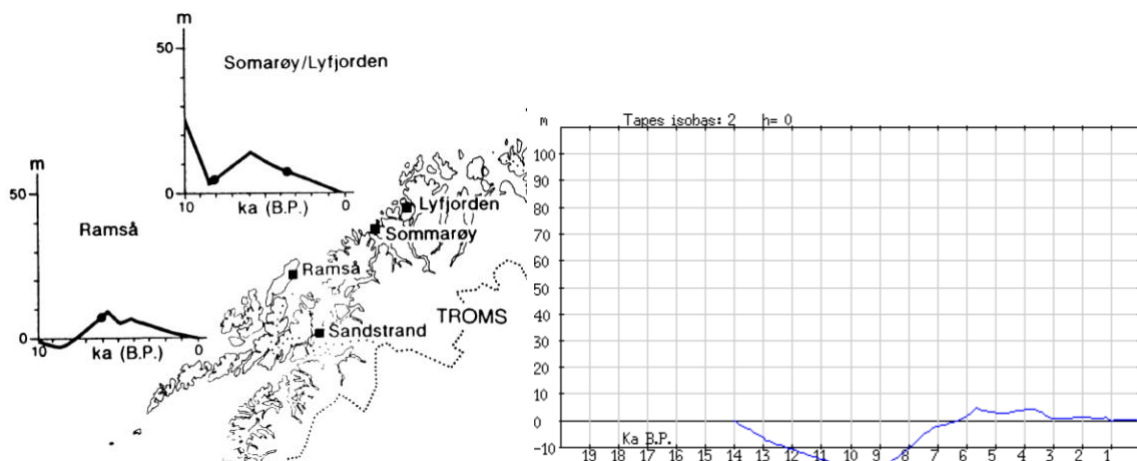 m
50
Somarøy/Lyfjorden
0
10
0
ka (B.P.)
m
50
Ramså
0
10
0
ka (B.P.)
Lyfjorden
Sommarøy
Ramså
Sandstrand
TROMS
m Tapes isobas: 2 h= 0
100
90
80
70
60
50
40
30
20
10
0
-10
Ka B.P.
19 18 17 16 15 14 13 12 11 10 9 8 7 6 5 4 3 2 1